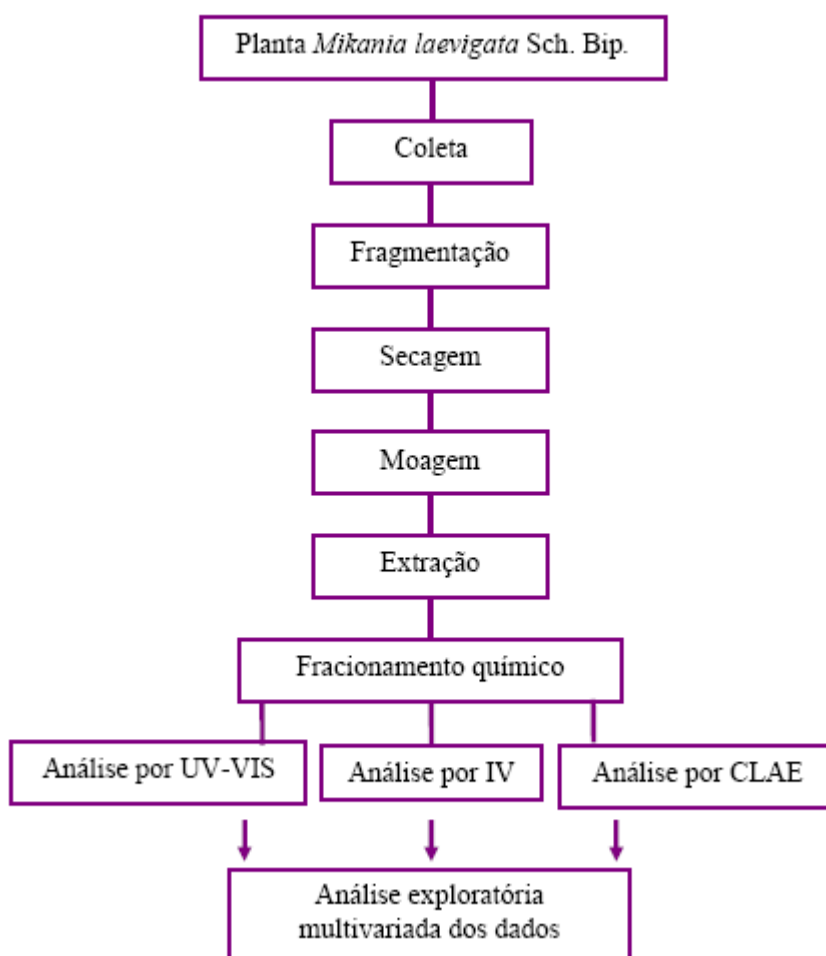 Planta Mikania laevigata Sch. Bip.
Coleta
Fragmentação
Secagem
Moagem
Extração
Fracionamento químico
Análise por UV-VIS
Análise por IV
Análise por CLAE
Análise exploratória
multivariada dos dados